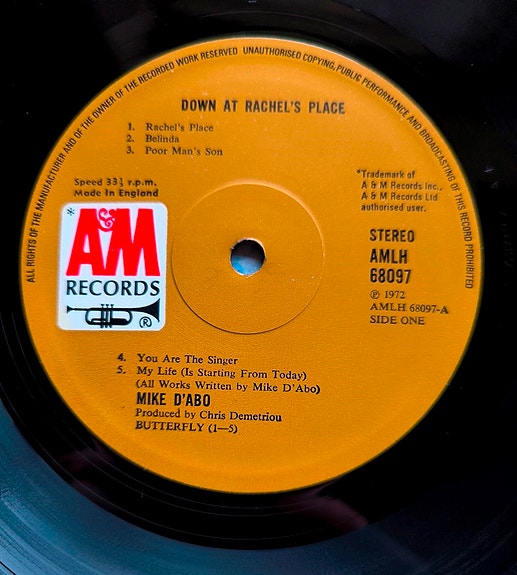 ALL RIGHTS OF THE MANUFACTURER AND OF THE OWNER OF THE RECORDED WORK RESERVED UNAUTHORISED COPYING, PUBLIC PERFORMANCE AND BROADCASTING OF THIS RECORD PROHIBITED
DOWN AT RACHEL'S PLACE
1. Rachel's Place
2. Belinda
3. Poor Man's Son
Speed 33⅓ r.p.m.
Made in England
*Trademark of
A & M Records Inc.,
A & M Records Ltd
authorised user.
* A&M
RECORDS
®
STEREO
AMLH
68097
℗ 1972
AMLH 68097-A
SIDE ONE
4. You Are The Singer
5. My Life (Is Starting From Today)
(All Works Written by Mike D'Abo)
MIKE D'ABO
Produced by Chris Demetriou
BUTTERFLY (1—5)